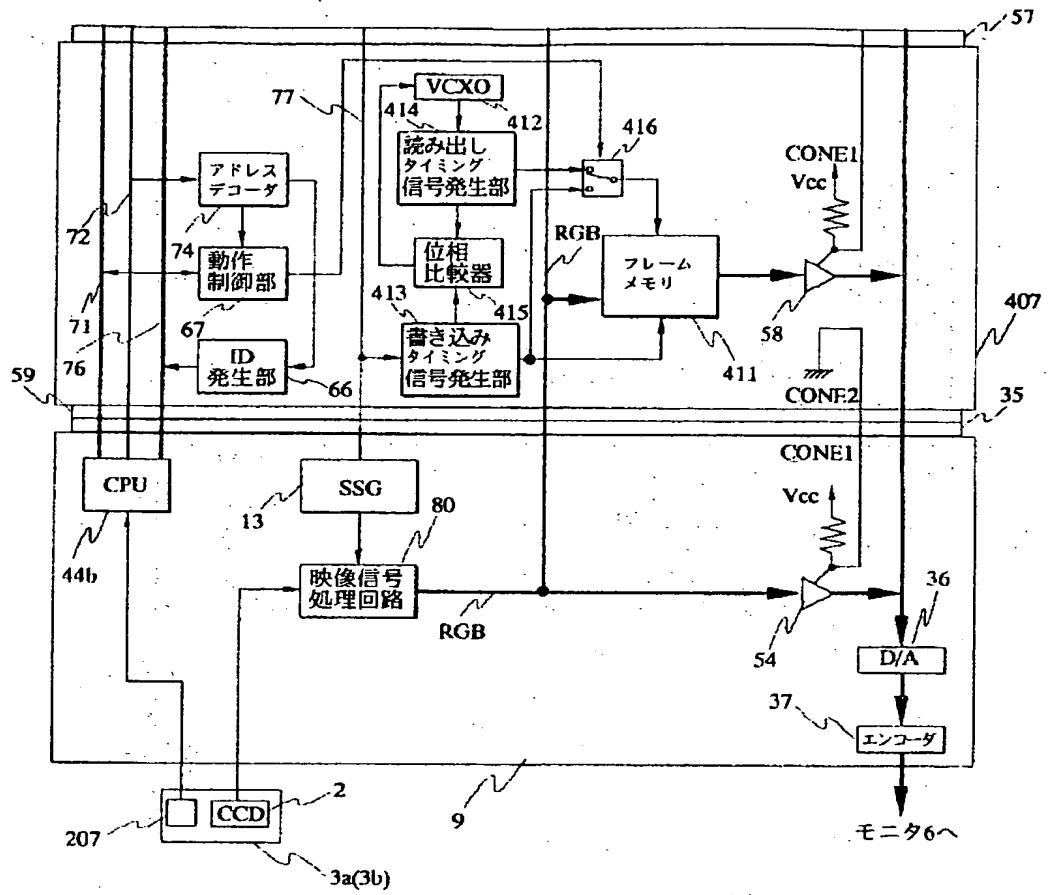 57
77
VCXO
414
412
416
読み出し
タイミング
信号発生部
CONE1
Vcc
アドレス
デコーダ
72
74
RGB
位相
比較器
フレーム
メモリ
動作
制御部
71
67
413
415
58
407
書き込み
タイミング
信号発生部
76
ID
発生部
66
411
59
CONE2
35
CONE1
CPU
SSG
Vcc
13
80
44b
映像信号
処理回路
36
RGB
54
D/A
37
エンコーダ
2
CCD
207
9
モニタ6へ
3a(3b)